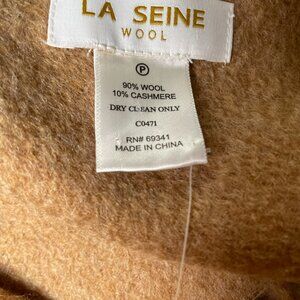 LA SEINE
WOOL
P
90% WOOL
10% CASHMERE
DRY CLEAN ONLY
C0471
RN# 69341
MADE IN CHINA